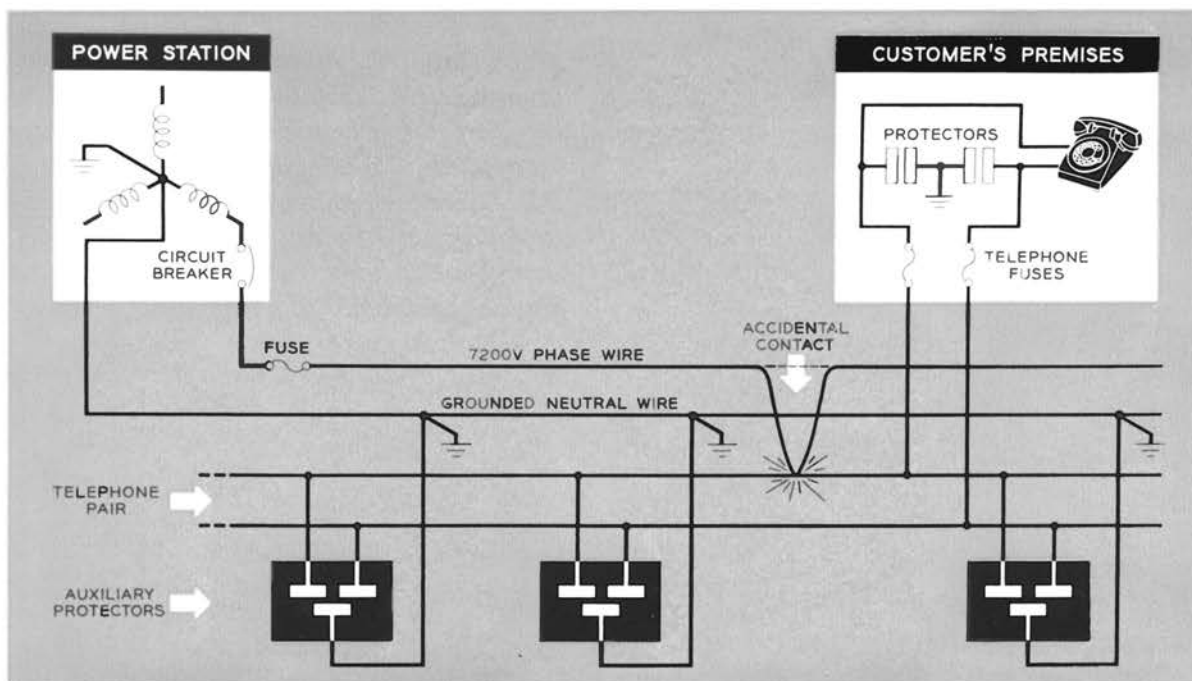 POWER STATION
CIRCUIT
BREAKER
CUSTOMER'S PREMISES
PROTECTORS
TELEPHONE
FUSES
FUSE
7200V PHASE WIRE
ACCIDENTAL
CONTACT
GROUNDED NEUTRAL WIRE
TELEPHONE
PAIR
AUXILIARY
PROTECTORS